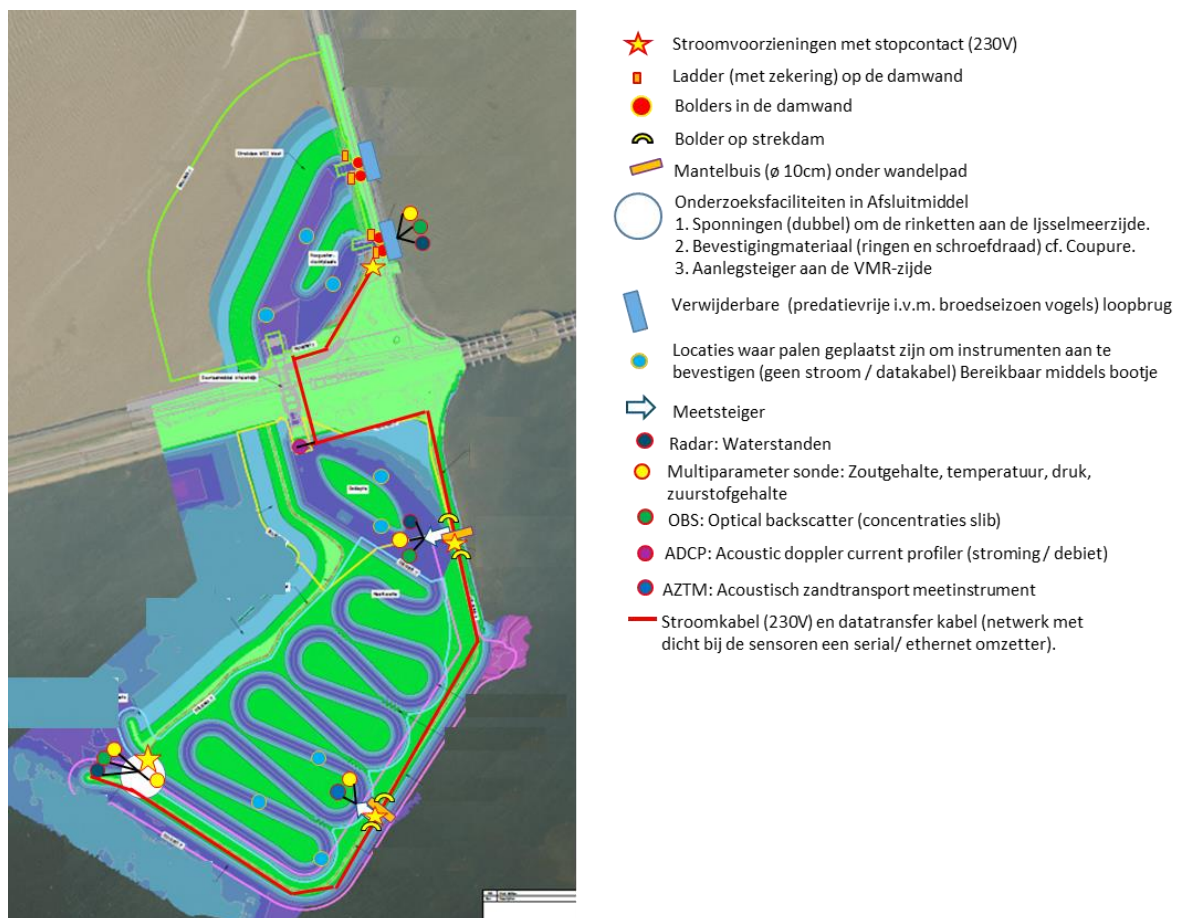 Stroomvoorzieningen met stopcontact (230V)
Ladder (met zekering) op de damwand
Bolders in de damwand
Bolder op strekdam
Mantelbuis (ø 10cm) onder wandelpad
Onderzoeksfaciliteiten in Afsluitmiddel
1. Sponningen (dubbel) om de rinketten aan de Ijsselmeerzijde.
2. Bevestigingmateriaal (ringen en schroefdraad) cf. Coupure.
3. Aanlegsteiger aan de VMR-zijde
Verwijderbare (predatievrije i.v.m. broedseizoen vogels) loopbrug
Locaties waar palen geplaatst zijn om instrumenten aan te
bevestigen (geen stroom / datakabel) Bereikbaar middels bootje
Meetsteiger
Radar: Waterstanden
Multiparameter sonde: Zoutgehalte, temperatuur, druk,
zuurstofgehalte
OBS: Optical backscatter (concentraties slib)
ADCP: Acoustic doppler current profiler (stroming / debiet)
AZTM: Acoustisch zandtransport meetinstrument
Stroomkabel (230V) en datatransfer kabel (netwerk met
dicht bij de sensoren een serial/ ethernet omzetter).